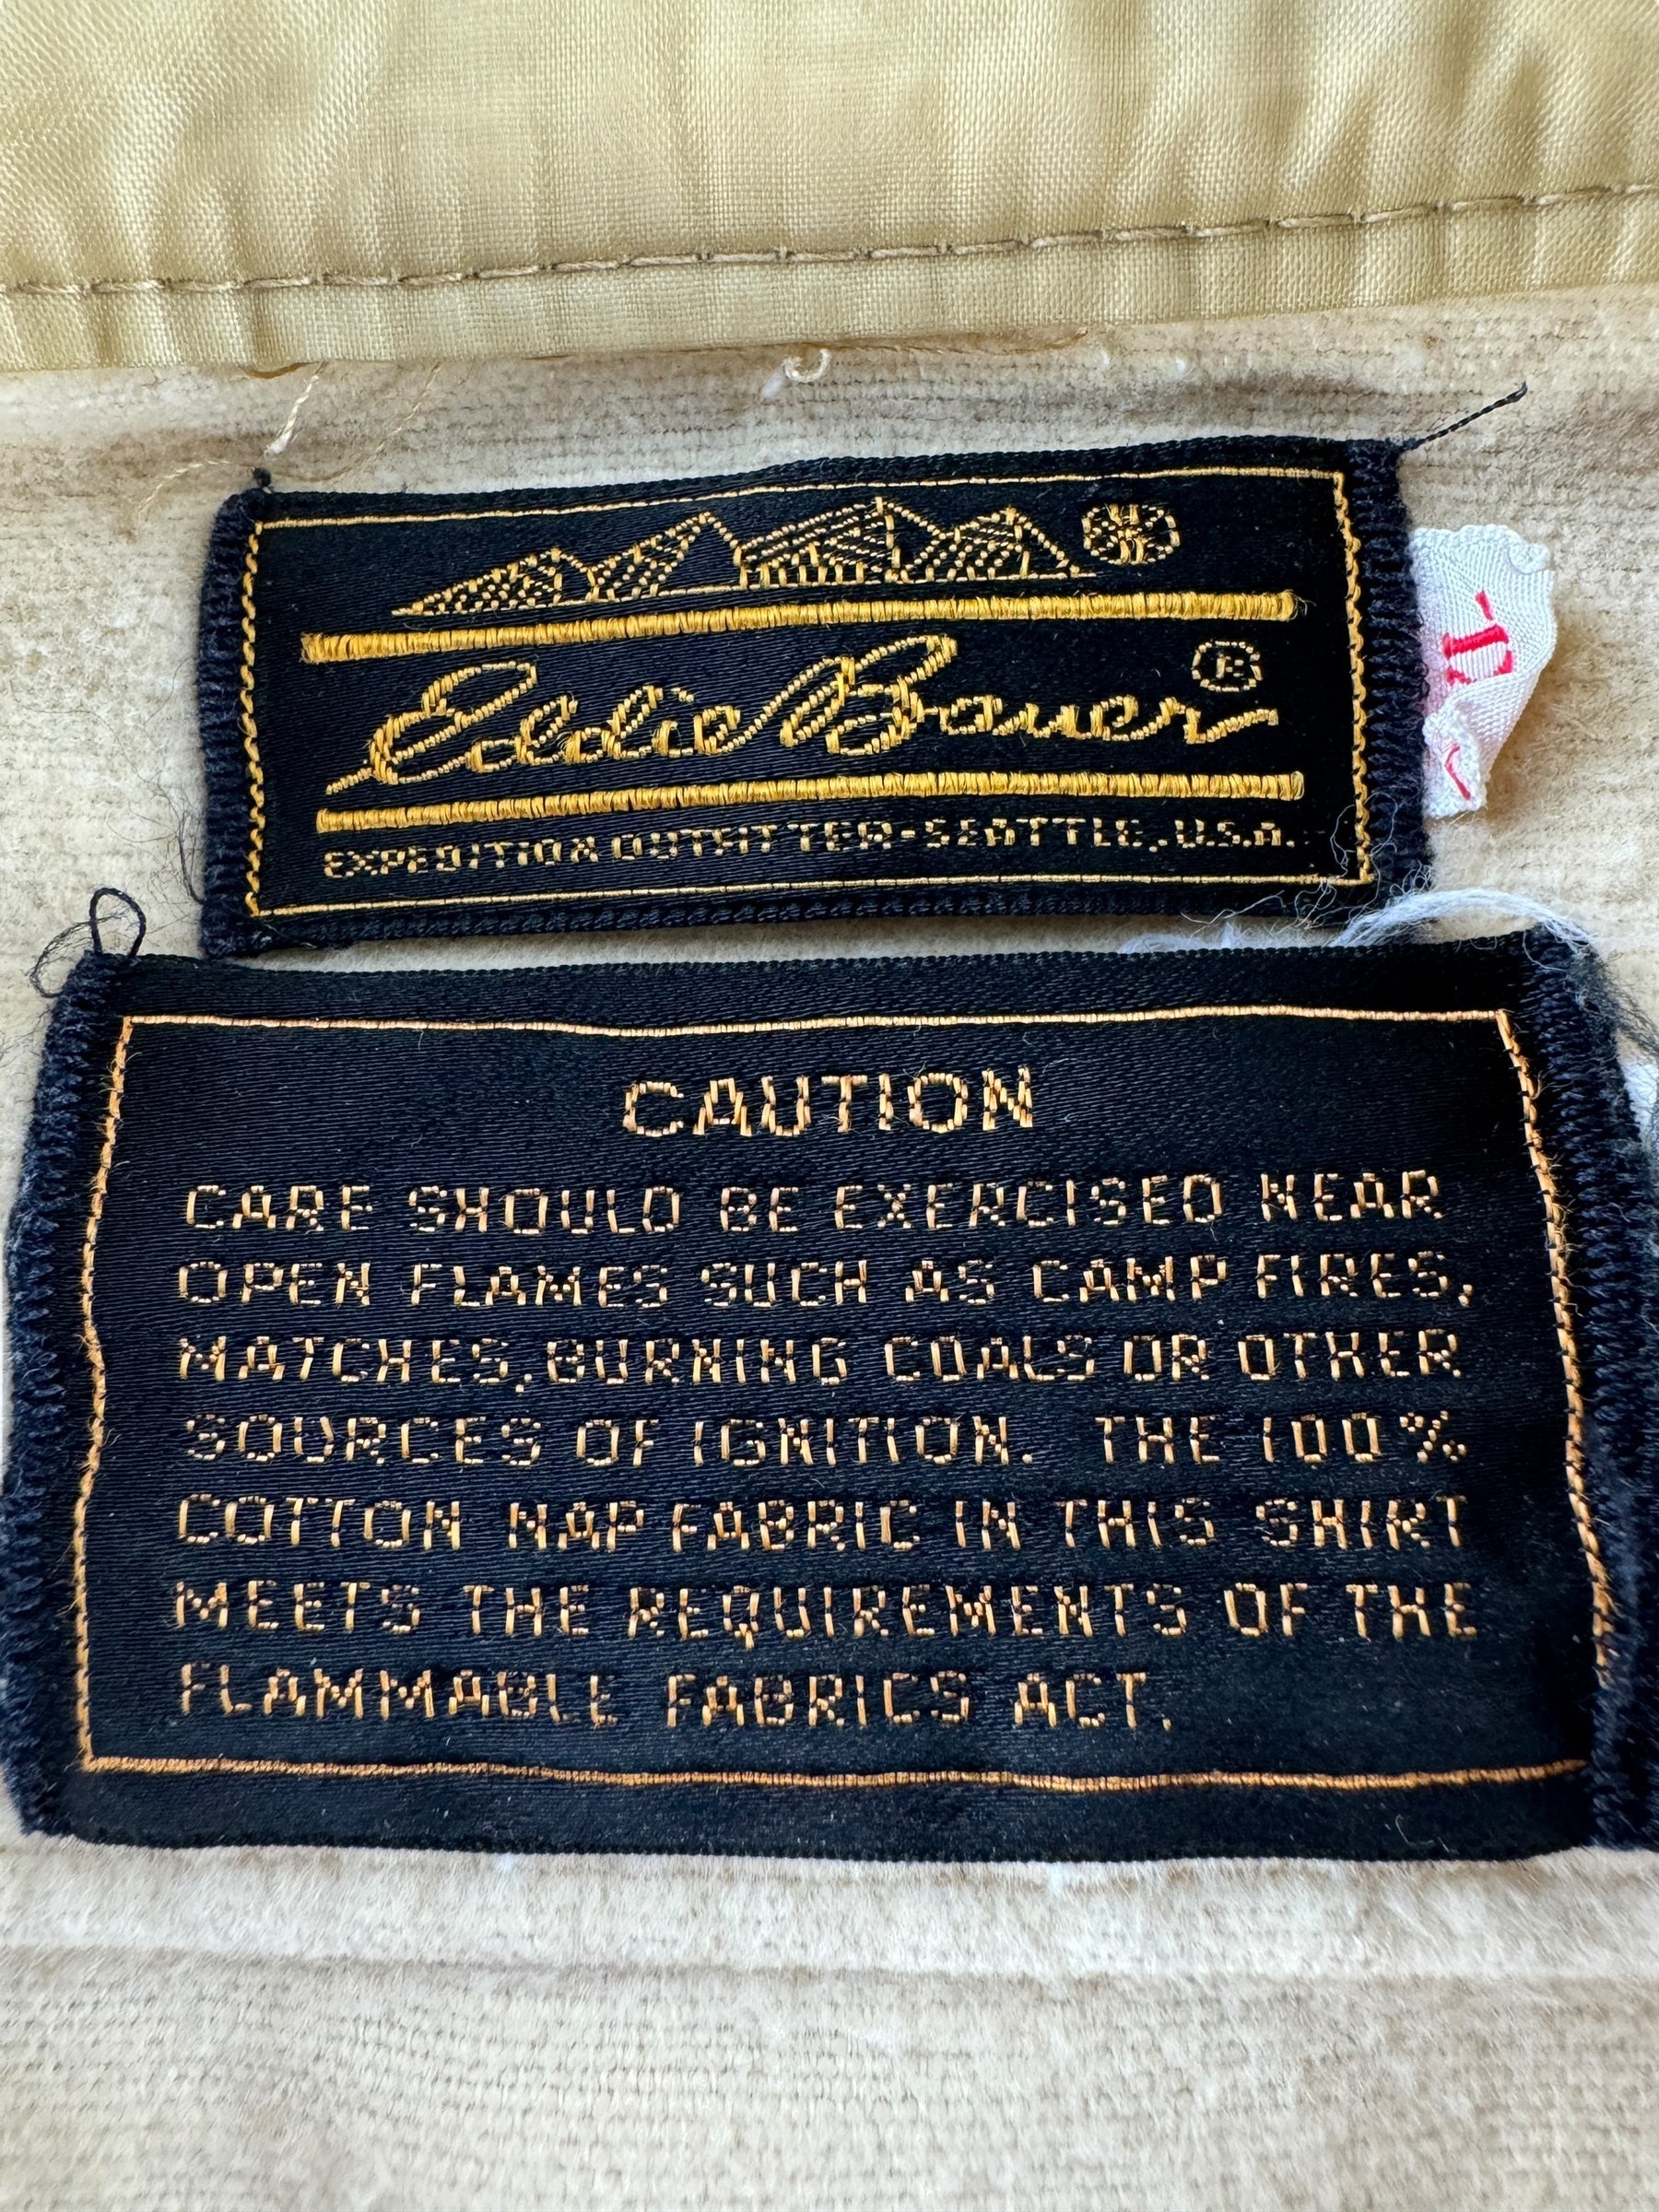 Eddie Bauer ®
EXPEDITION OUTFITTER-SEATTLE, U.S.A.
CAUTION
CARE SHOULD BE EXERCISED NEAR
OPEN FLAMES SUCH AS CAMP FIRES,
MATCHES, BURNING COALS OR OTHER
SOURCES OF IGNITION. THE 100%
COTTON NAP FABRIC IN THIS SHIRT
MEETS THE REQUIREMENTS OF THE
FLAMMABLE FABRICS ACT.